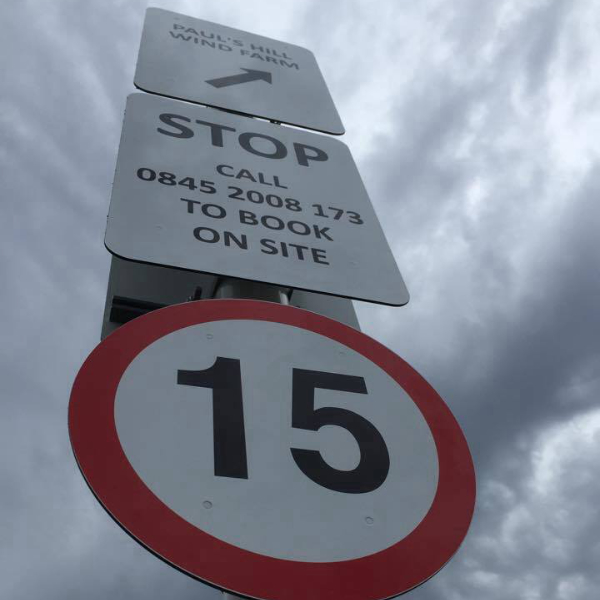 PAUL'S HILL
WIND FARM
STOP
CALL
0845 2008 173
TO BOOK
ON SITE
15